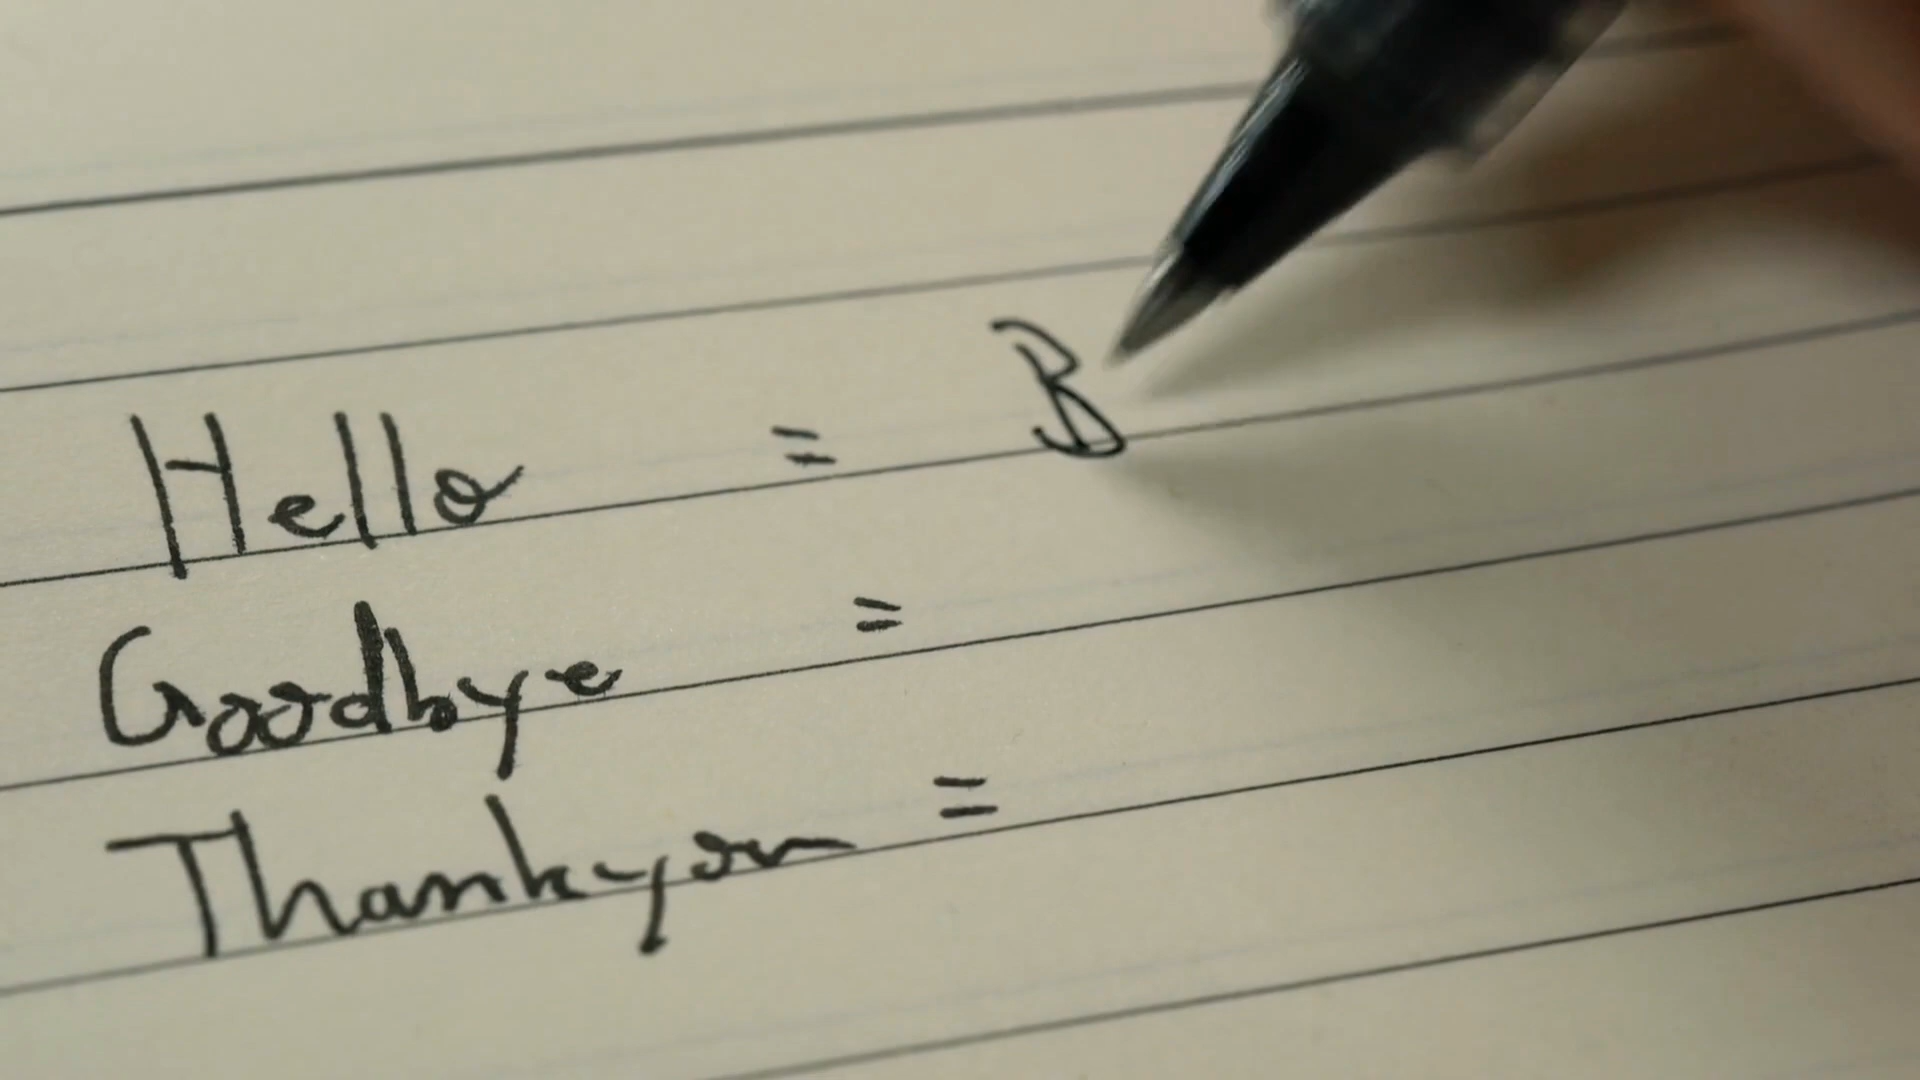 Hello = B
Goodbye =
Thankyou =